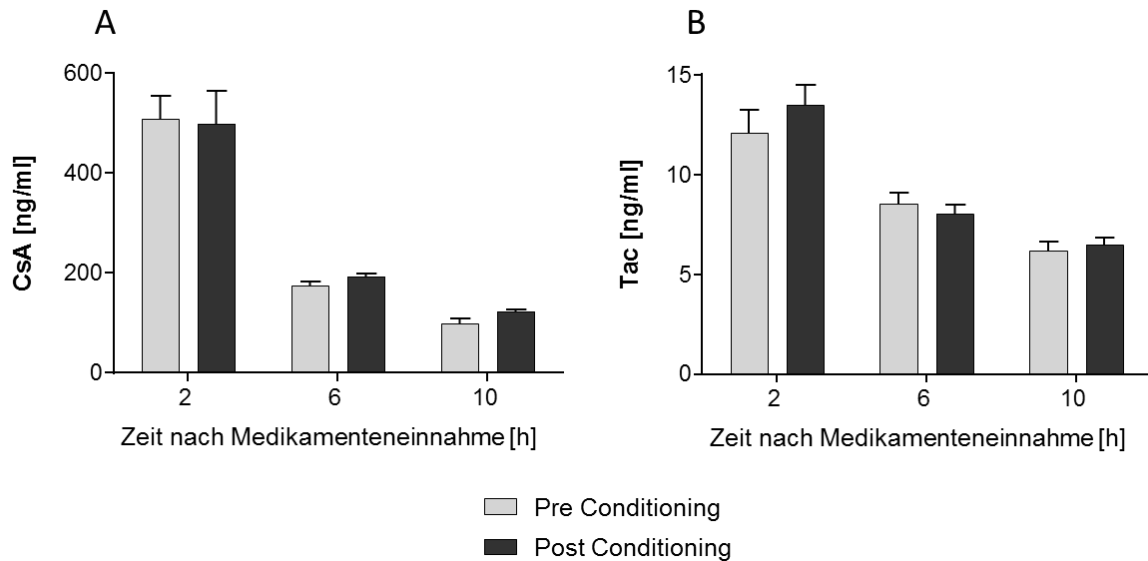 A
CsA [ng/ml]
600
400
200
0
2 6 10
Zeit nach Medikamenteneinnahme [h]
B
Tac [ng/ml]
15
10
5
0
2 6 10
Zeit nach Medikamenteneinnahme [h]
Pre Conditioning
Post Conditioning